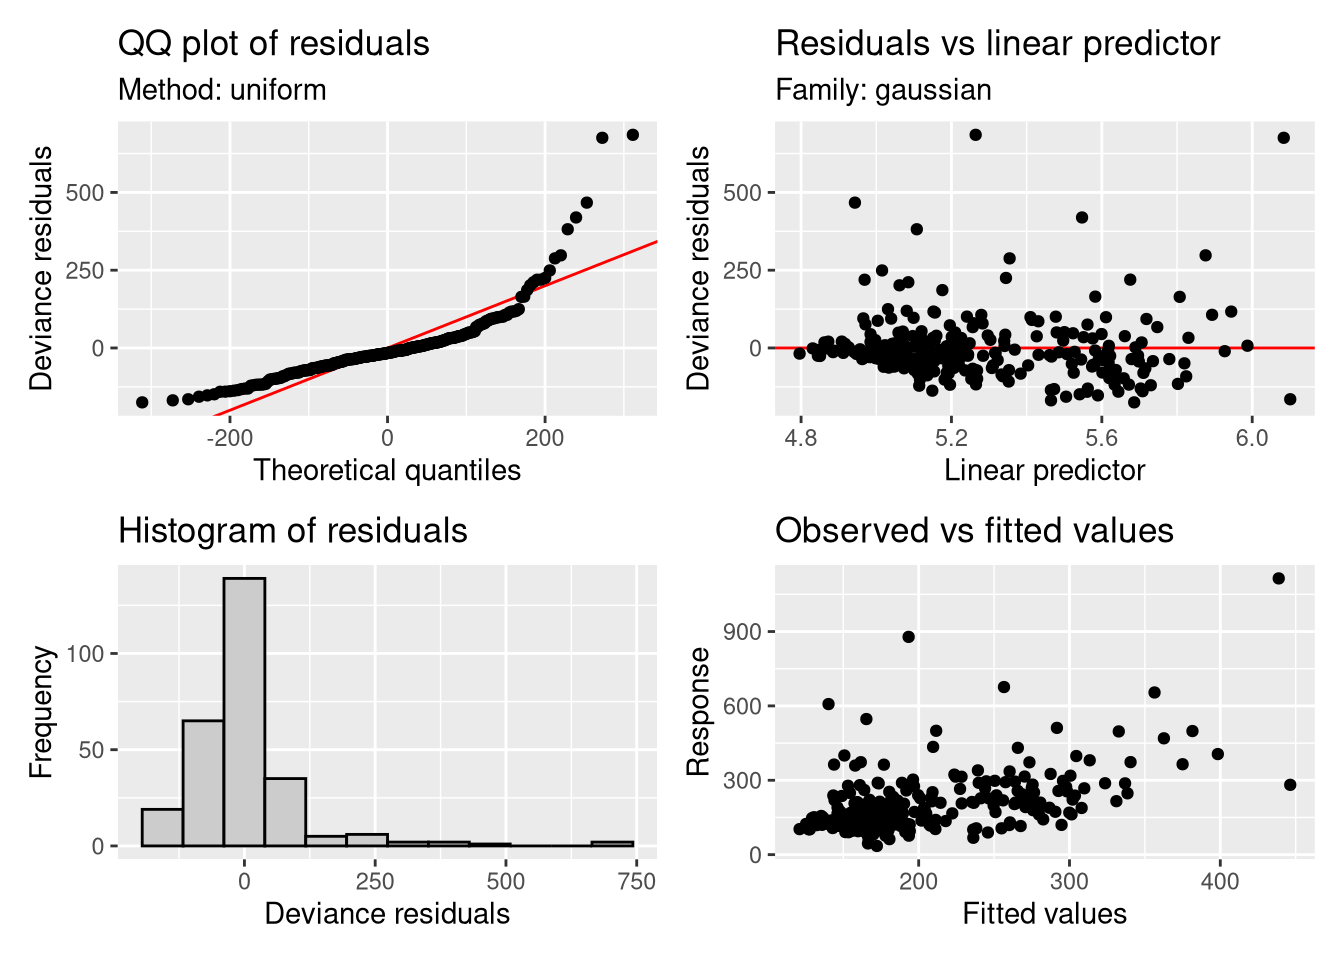 QQ plot of residuals
Method: uniform
Deviance residuals
500
250
0
-200
0
200
Theoretical quantiles
Residuals vs linear predictor
Family: gaussian
Deviance residuals
500
250
0
4.8
5.2
5.6
6.0
Linear predictor
Histogram of residuals
Frequency
100
50
0
0
250
500
750
Deviance residuals
Observed vs fitted values
Response
900
600
300
0
200
300
400
Fitted values